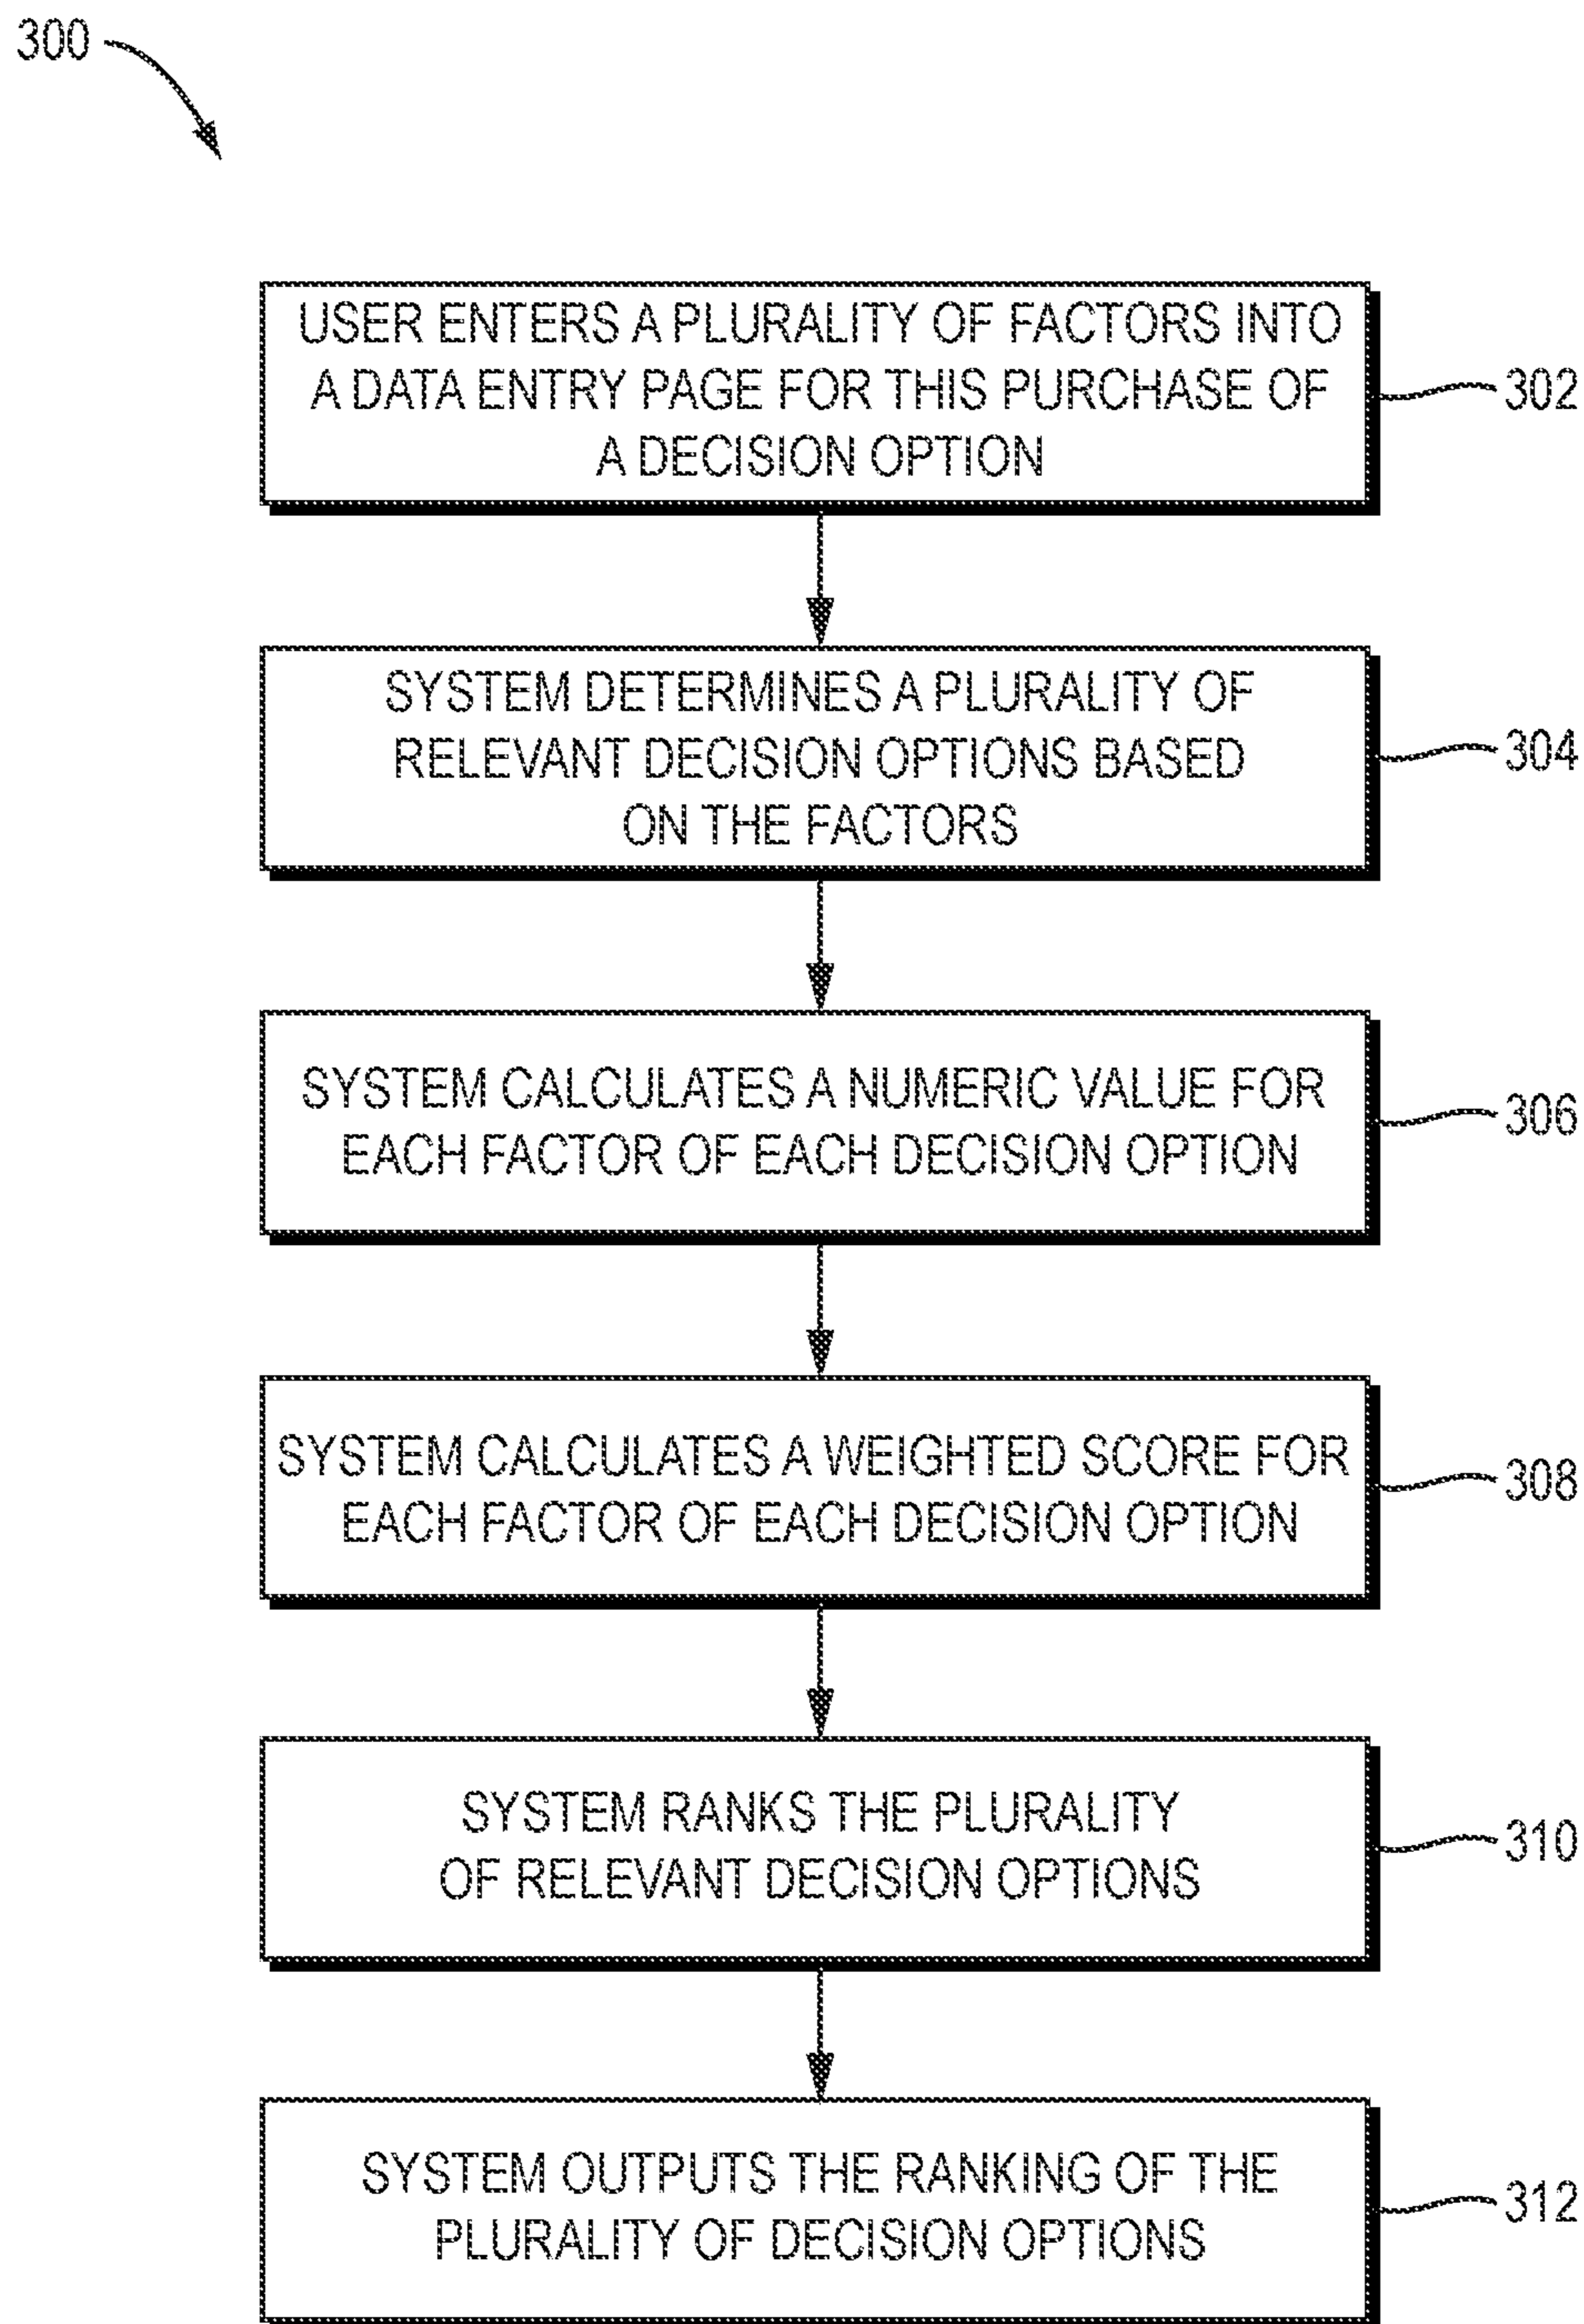 300
USER ENTERS A PLURALITY OF FACTORS INTO
A DATA ENTRY PAGE FOR THIS PURCHASE OF
A DECISION OPTION
302
SYSTEM DETERMINES A PLURALITY OF
RELEVANT DECISION OPTIONS BASED
ON THE FACTORS
304
SYSTEM CALCULATES A NUMERIC VALUE FOR
EACH FACTOR OF EACH DECISION OPTION
306
SYSTEM CALCULATES A WEIGHTED SCORE FOR
EACH FACTOR OF EACH DECISION OPTION
308
SYSTEM RANKS THE PLURALITY
OF RELEVANT DECISION OPTIONS
310
SYSTEM OUTPUTS THE RANKING OF THE
PLURALITY OF DECISION OPTIONS
312